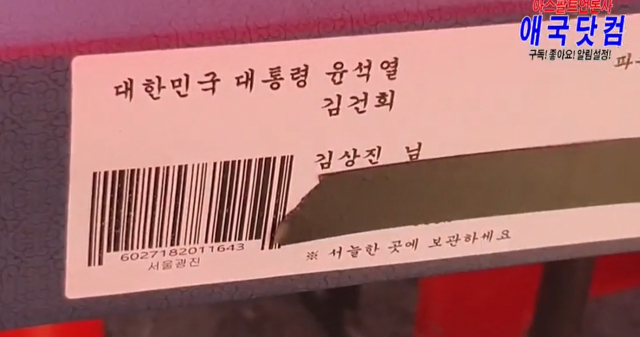 아스팔트언론사
애국닷컴
구독! 좋아요! 알림설정!
대한민국 대통령 윤석열
김건희
김상진 님
6027182011643
서울광진
※ 서늘한 곳에 보관하세요